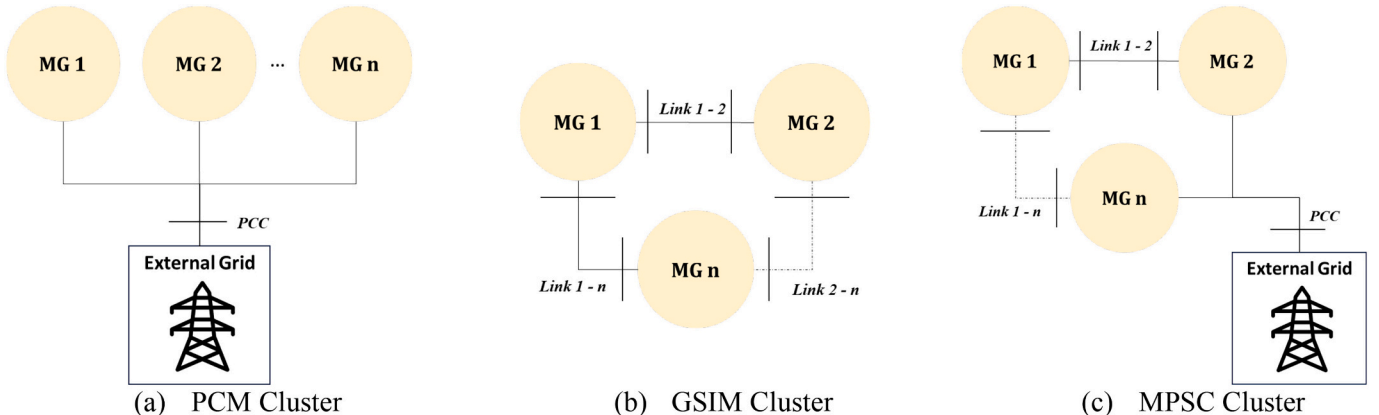 MG 1 MG 2 ... MG n
PCC
External Grid
(a) PCM Cluster
MG 1 Link 1 - 2 MG 2
MG n
Link 1 - n Link 2 - n
(b) GSIM Cluster
MG 1 Link 1 - 2 MG 2
Link 1 - n MG n
PCC
External Grid
(c) MPSC Cluster